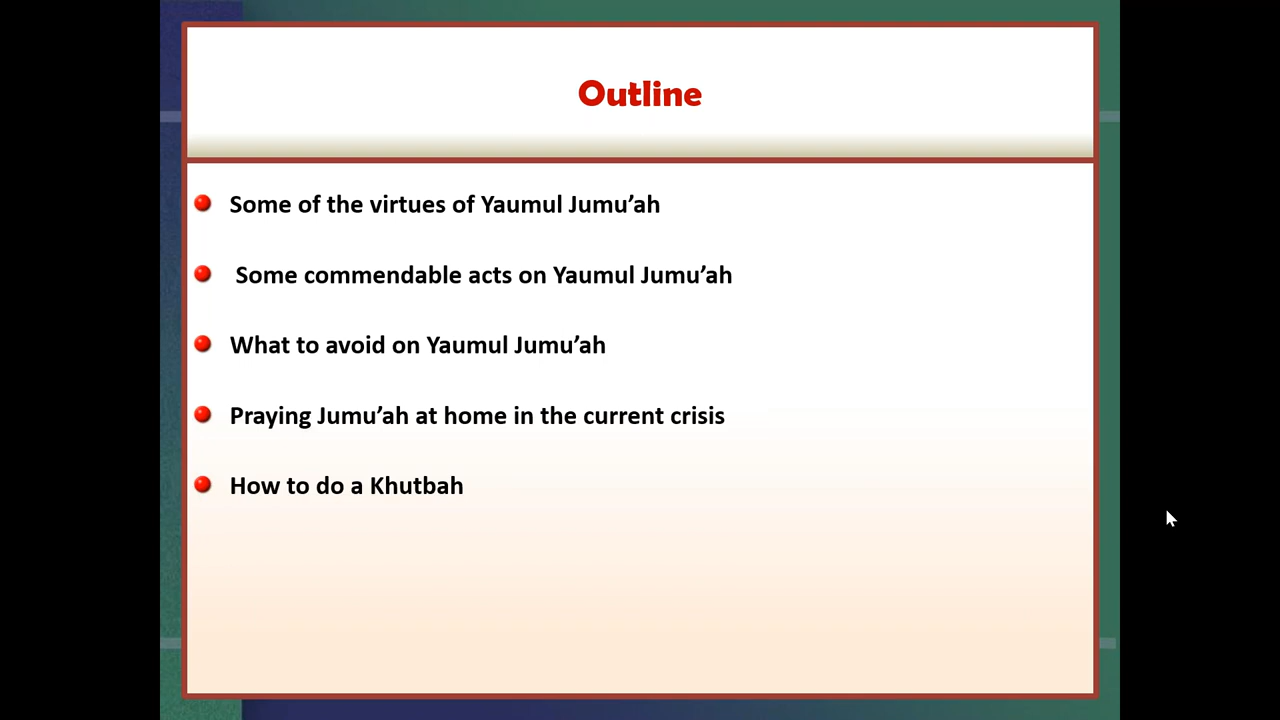 Outline
Some of the virtues of Yaumul Jumu’ah
Some commendable acts on Yaumul Jumu’ah
What to avoid on Yaumul Jumu’ah
Praying Jumu’ah at home in the current crisis
How to do a Khutbah